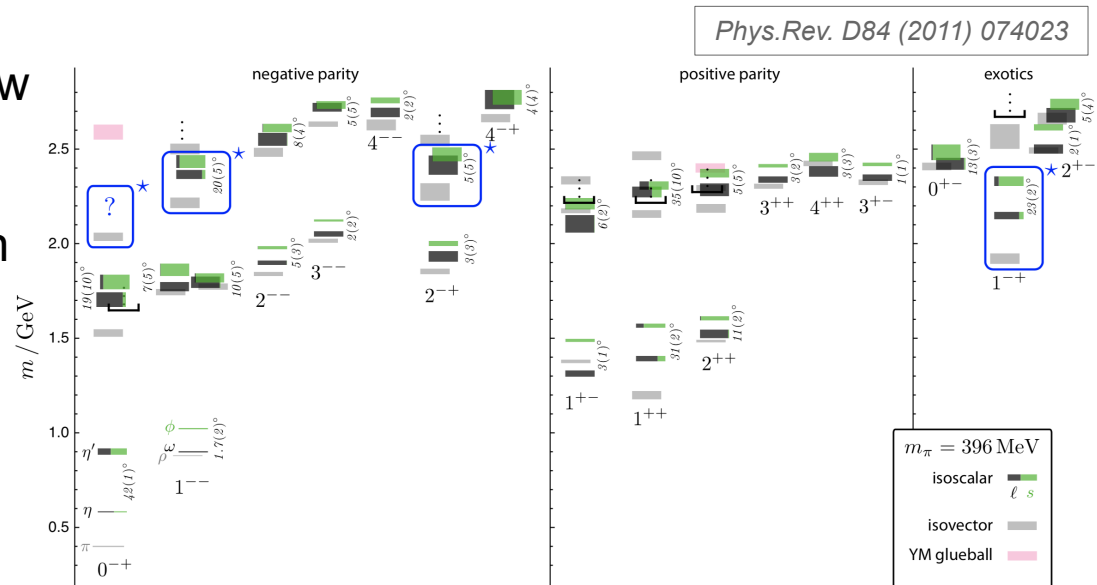 Phys.Rev. D84 (2011) 074023
w
n
negative parity
positive parity
exotics
m / GeV
2.5
2.0
1.5
1.0
0.5
?
20(5)°
8(4)°
5(5)°
2(2)°
4^{--}
5(5)°
4(4)°
4^{-+}
19(10)°
7(5)°
10(5)°
5(3)°
2^{--}
2(2)°
3^{--}
3(3)°
2^{-+}
η′
42(1)°
η
π
0^{-+}
ϕ
ω
ρ
1.7(2)°
1^{--}
6(2)°
35(10)°
5(5)°
3(2)°
3^{++}
3(3)°
4^{++}
1(1)°
3^{+-}
3(1)°
1^{+-}
31(2)°
1^{++}
11(2)°
2^{++}
13(3)°
0^{+-}
2(1)°
5(4)°
2^{+-}
23(2)°
1^{-+}
m_π = 396 MeV
isoscalar
ℓ s
isovector
YM glueball